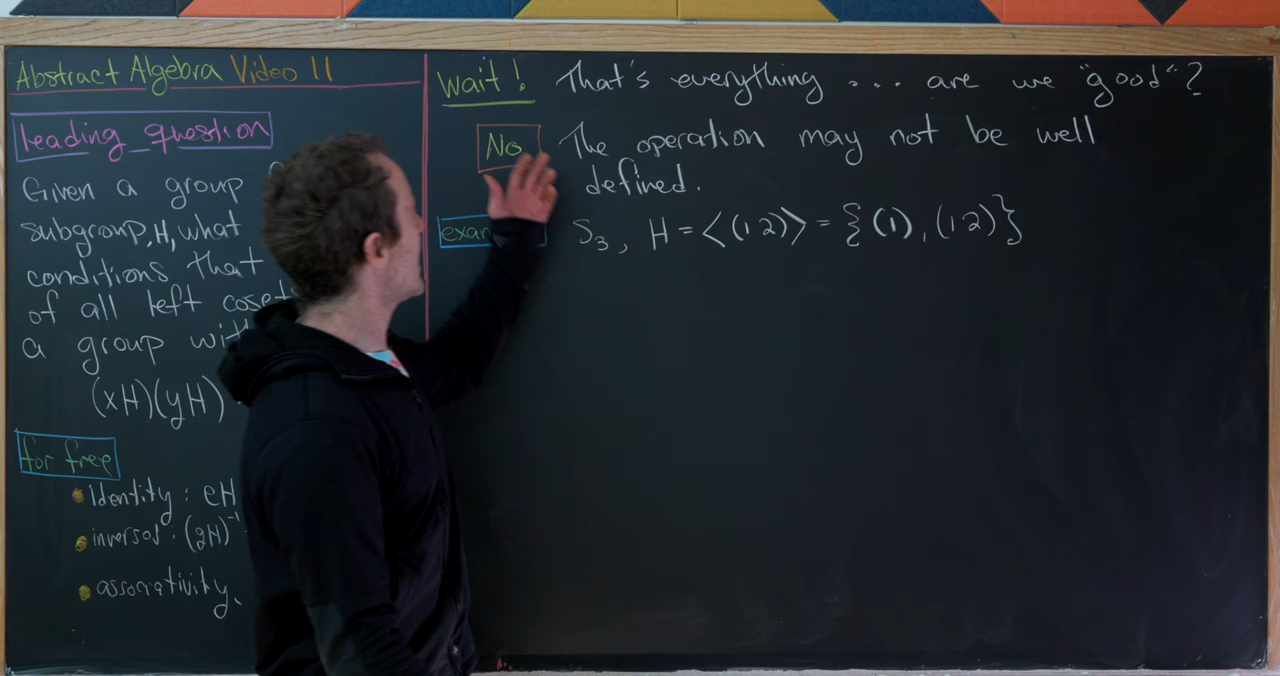 Abstract Algebra Video 11
leading question
Given a group
subgroup, H, what
conditions that
of all left cosets
a group with
(xH)(yH)
for free
• identity: eH
• inverses: (gH)⁻¹
• associativity.
Wait! That's everything .... are we "good"?
No The operation may not be well
defined.
S₃, H = <(1 2)> = {(1), (1 2)}